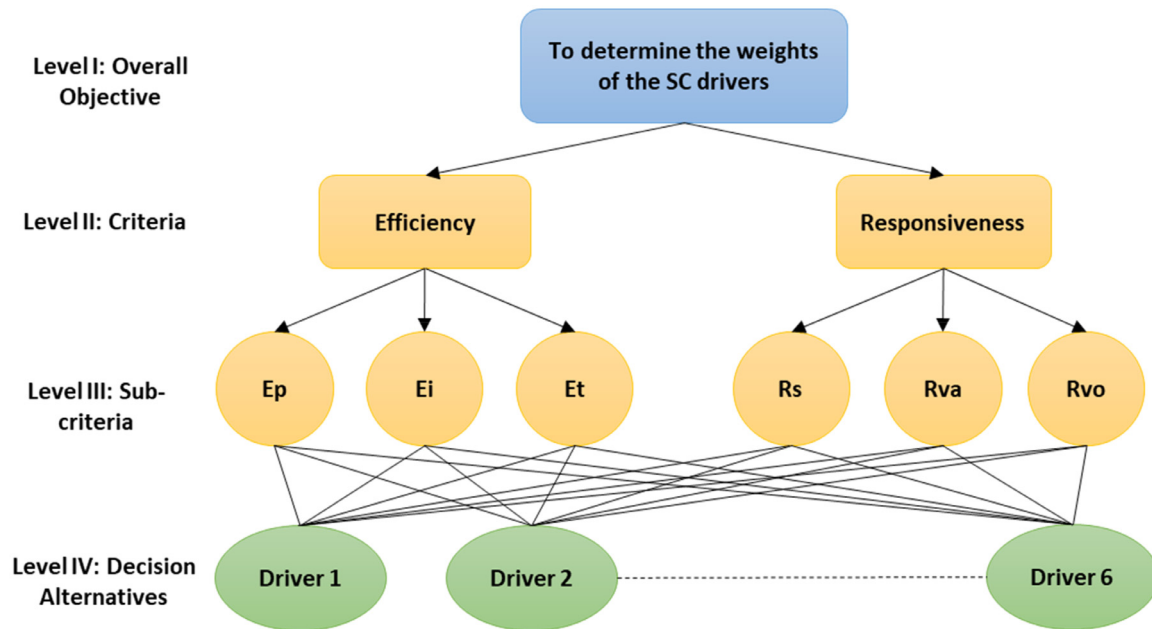 To determine the weights
of the SC drivers
Level I: Overall
Objective
Level II: Criteria
Efficiency
Responsiveness
Level III: Sub-
criteria
Ep
Ei
Et
Rs
Rva
Rvo
Level IV: Decision
Alternatives
Driver 1
Driver 2
Driver 6